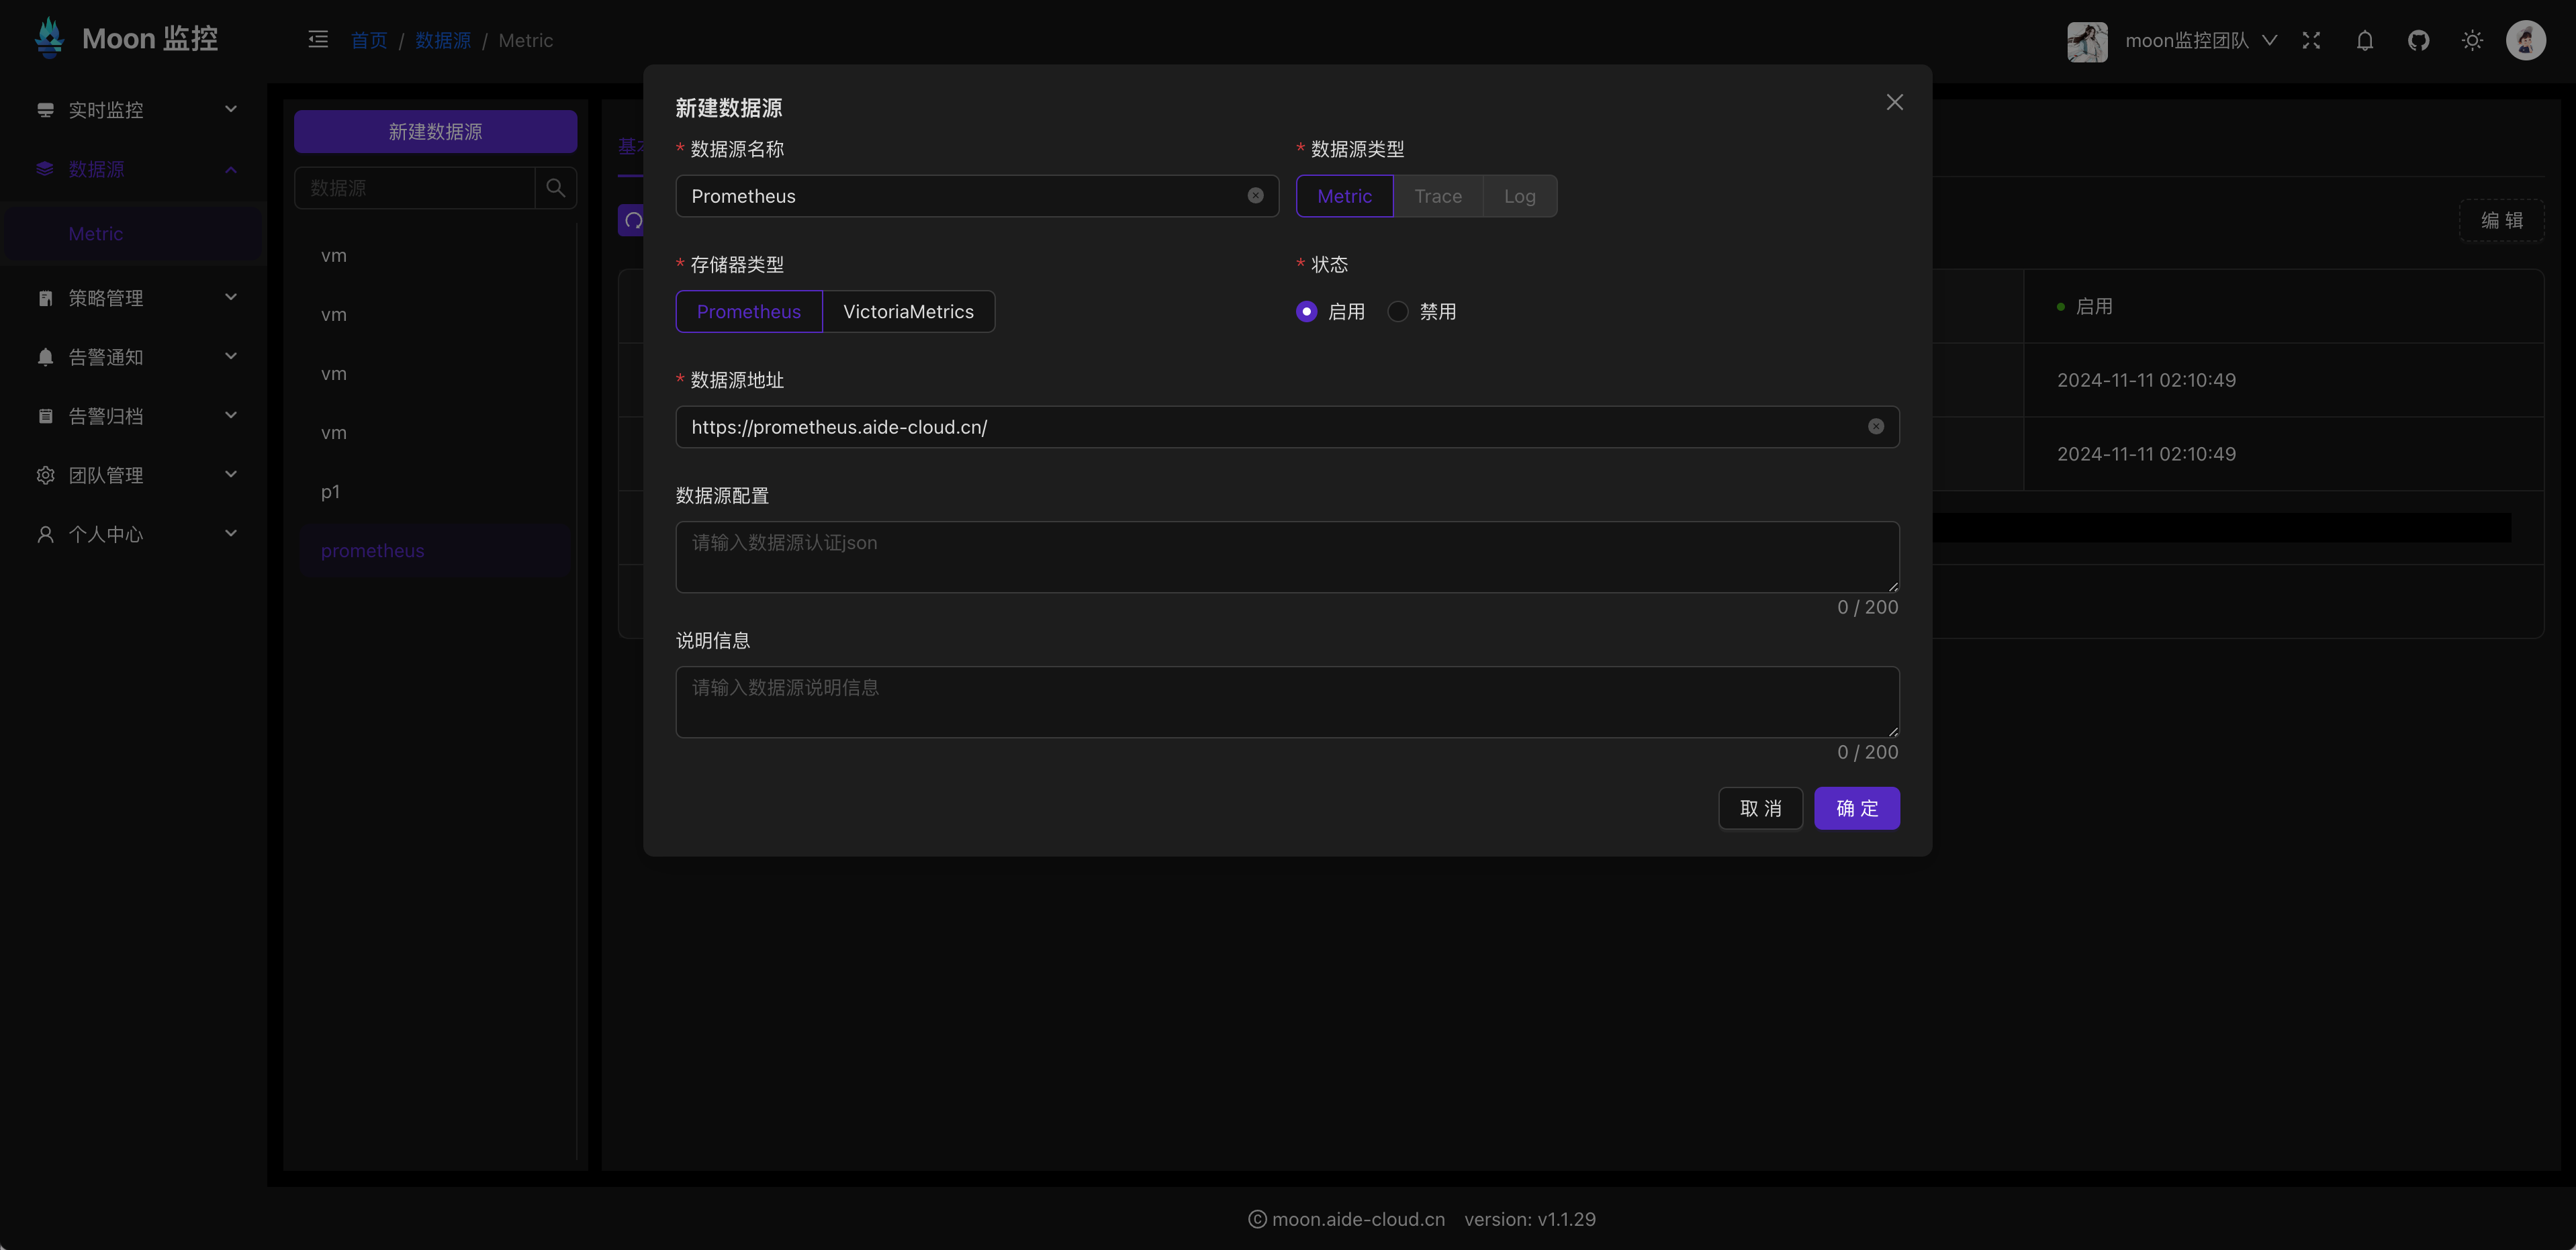 Moon 监控
首页 / 数据源 / Metric
moon监控团队
实时监控
数据源
Metric
策略管理
告警通知
告警归档
团队管理
个人中心
新建数据源
数据源
vm
vm
vm
vm
p1
prometheus
基本
编 辑
启用
2024-11-11 02:10:49
2024-11-11 02:10:49
新建数据源
* 数据源名称
Prometheus
* 数据源类型
Metric Trace Log
* 存储器类型
Prometheus VictoriaMetrics
* 状态
启用 禁用
* 数据源地址
https://prometheus.aide-cloud.cn/
数据源配置
请输入数据源认证json
0 / 200
说明信息
请输入数据源说明信息
0 / 200
取 消
确 定
© moon.aide-cloud.cn version: v1.1.29